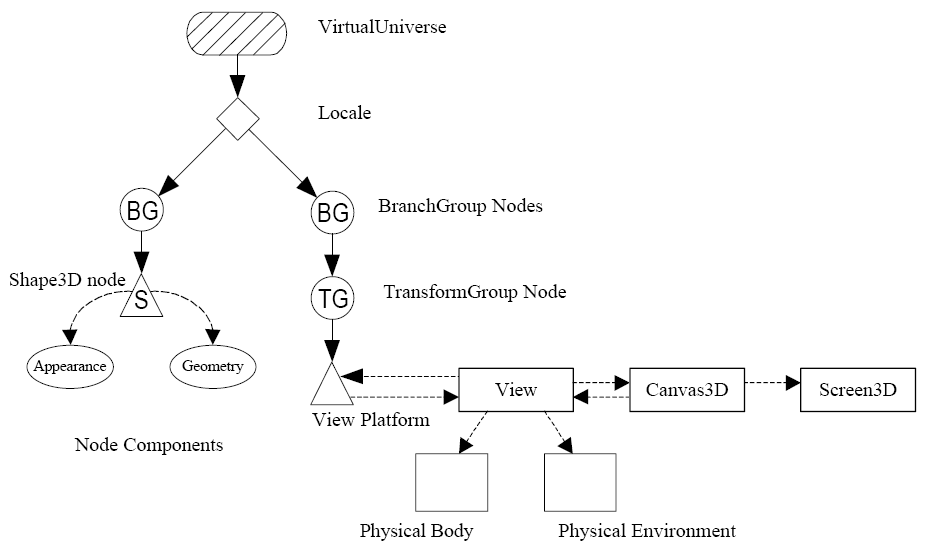 VirtualUniverse
Locale
BG
BG
BranchGroup Nodes
Shape3D node
S
TG
TransformGroup Node
Appearance
Geometry
View
Canvas3D
Screen3D
View Platform
Node Components
Physical Body
Physical Environment